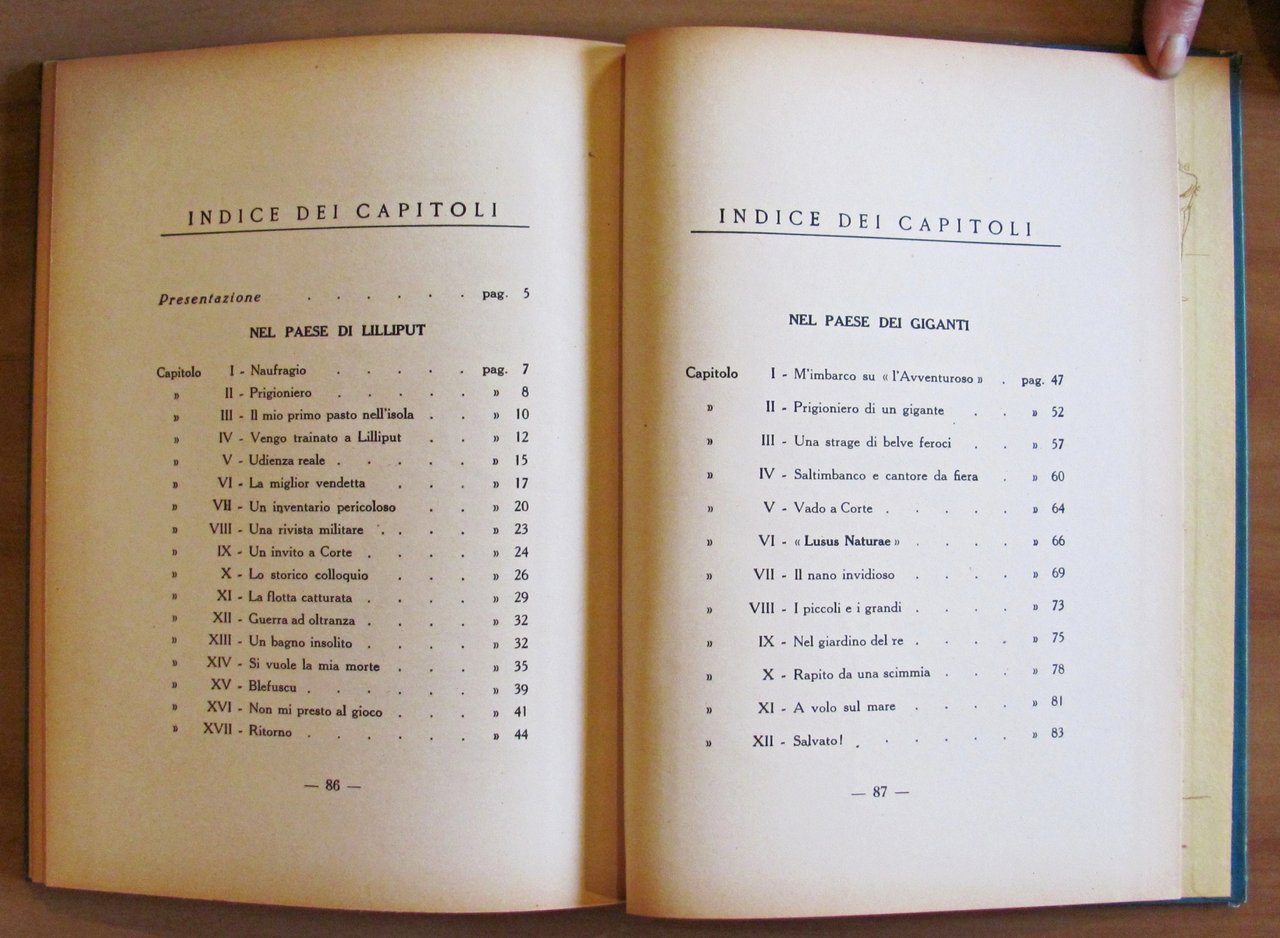 INDICE DEI CAPITOLI
Presentazione . . . . . . pag. 5
NEL PAESE DI LILLIPUT
Capitolo I - Naufragio . . . . . pag. 7
» II - Prigioniero . . . . . » 8
» III - Il mio primo pasto nell'isola . . » 10
» IV - Vengo trainato a Lilliput . . » 12
» V - Udienza reale . . . . . » 15
» VI - La miglior vendetta . . . » 17
» VII - Un inventario pericoloso . . » 20
» VIII - Una rivista militare . . . . » 23
» IX - Un invito a Corte . . . . » 24
» X - Lo storico colloquio . . . » 26
» XI - La flotta catturata . . . . » 29
» XII - Guerra ad oltranza . . . . » 32
» XIII - Un bagno insolito . . . . » 32
» XIV - Si vuole la mia morte . . . » 35
» XV - Blefuscu . . . . . . » 39
» XVI - Non mi presto al gioco . . . » 41
» XVII - Ritorno . . . . . . » 44
— 86 —
INDICE DEI CAPITOLI
NEL PAESE DEI GIGANTI
Capitolo I - M'imbarco su « l'Avventuroso » . pag. 47
» II - Prigioniero di un gigante . . » 52
» III - Una strage di belve feroci . . » 57
» IV - Saltimbanco e cantore da fiera . » 60
» V - Vado a Corte . . . . . » 64
» VI - « Lusus Naturae » . . . . » 66
» VII - Il nano invidioso . . . . » 69
» VIII - I piccoli e i grandi . . . . » 73
» IX - Nel giardino del re . . . . » 75
» X - Rapito da una scimmia . . . » 78
» XI - A volo sul mare . . . . » 81
» XII - Salvato! . . . . . . » 83
— 87 —